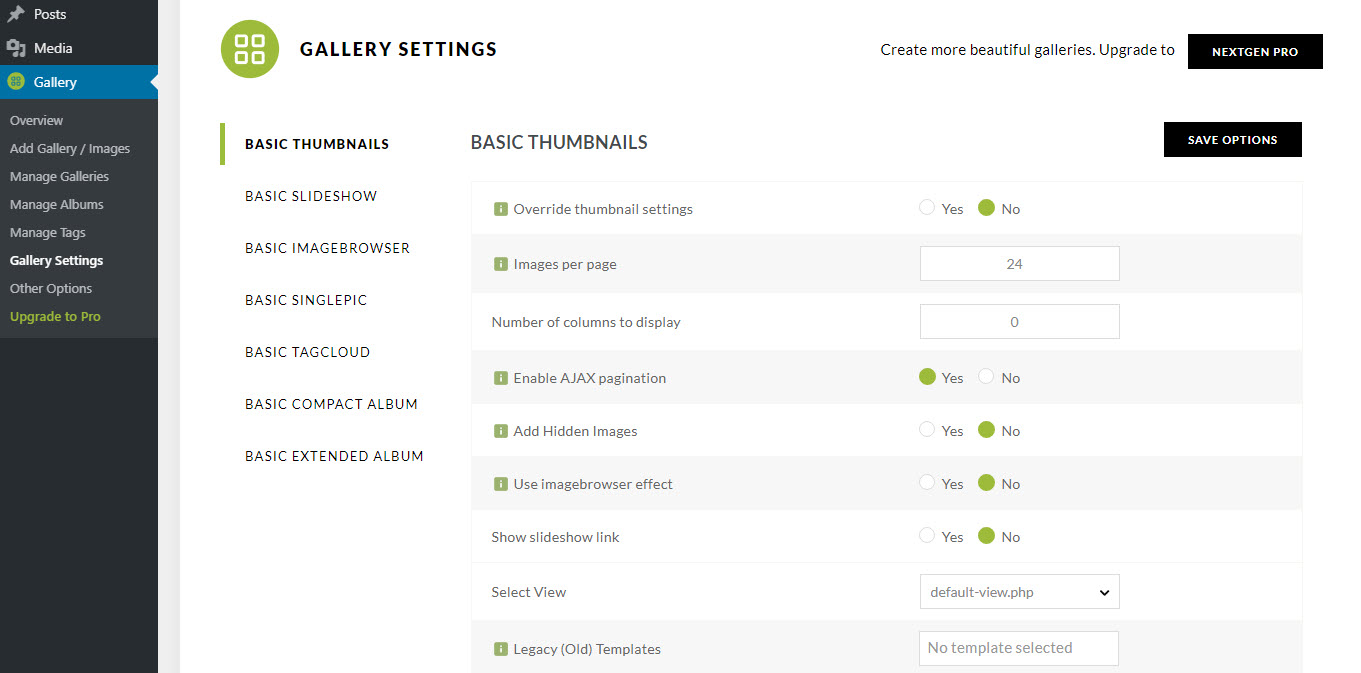 Posts
Media
Gallery
Overview
Add Gallery / Images
Manage Galleries
Manage Albums
Manage Tags
Gallery Settings
Other Options
Upgrade to Pro
GALLERY SETTINGS
Create more beautiful galleries. Upgrade to
NEXTGEN PRO
BASIC THUMBNAILS
BASIC SLIDESHOW
BASIC IMAGEBROWSER
BASIC SINGLEPIC
BASIC TAGCLOUD
BASIC COMPACT ALBUM
BASIC EXTENDED ALBUM
BASIC THUMBNAILS
SAVE OPTIONS
Override thumbnail settings Yes No
Images per page 24
Number of columns to display 0
Enable AJAX pagination Yes No
Add Hidden Images Yes No
Use imagebrowser effect Yes No
Show slideshow link Yes No
Select View default-view.php
Legacy (Old) Templates No template selected